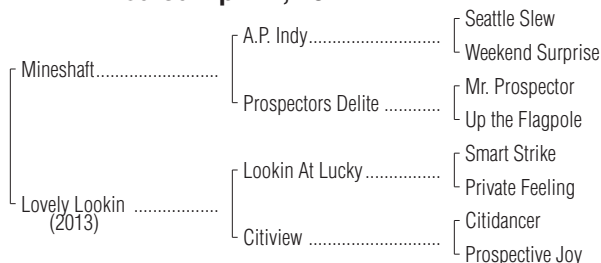 Seattle Slew
A.P. Indy
Weekend Surprise
Mineshaft
Mr. Prospector
Prospectors Delite
Up the Flagpole
Smart Strike
Lookin At Lucky
Private Feeling
Lovely Lookin
(2013)
Citidancer
Citiview
Prospective Joy